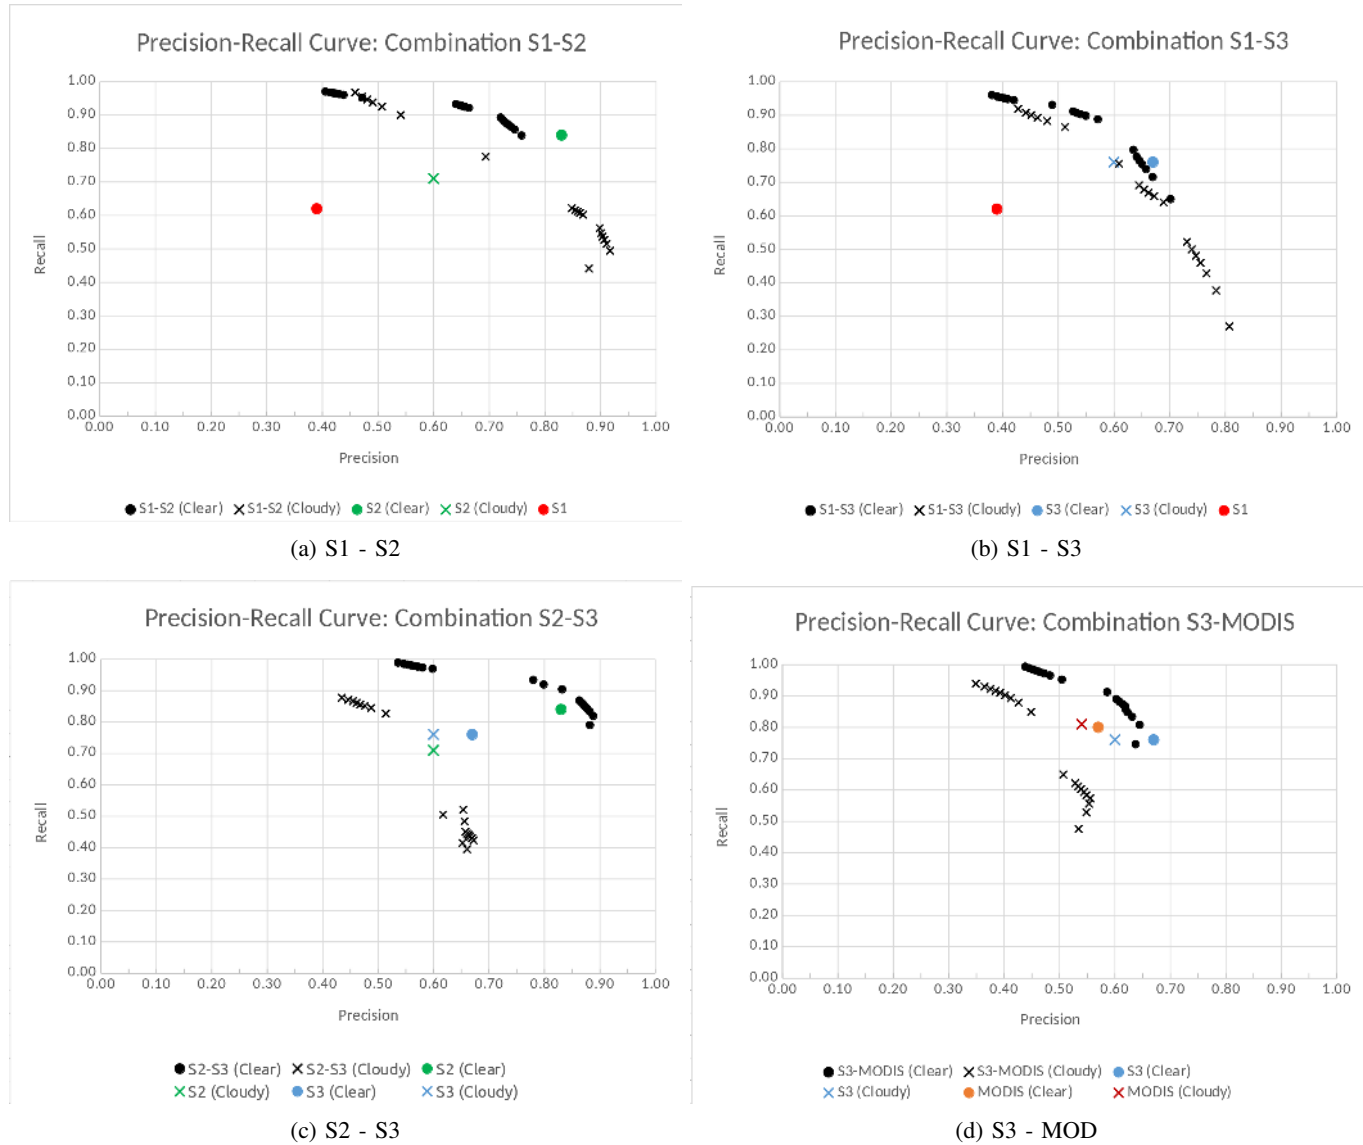 Precision-Recall Curve: Combination S1-S2
1.00
0.90
0.80
0.70
0.60
0.50
0.40
0.30
0.20
0.10
0.00
Recall
0.00 0.10 0.20 0.30 0.40 0.50 0.60 0.70 0.80 0.90 1.00
Precision
S1-S2 (Clear) S1-S2 (Cloudy) S2 (Clear) S2 (Cloudy) S1
(a) S1 - S2
Precision-Recall Curve: Combination S1-S3
1.00
0.90
0.80
0.70
0.60
0.50
0.40
0.30
0.20
0.10
0.00
Recall
0.00 0.10 0.20 0.30 0.40 0.50 0.60 0.70 0.80 0.90 1.00
Precision
S1-S3 (Clear) S1-S3 (Cloudy) S3 (Clear) S3 (Cloudy) S1
(b) S1 - S3
Precision-Recall Curve: Combination S2-S3
1.00
0.90
0.80
0.70
0.60
0.50
0.40
0.30
0.20
0.10
0.00
Recall
0.00 0.10 0.20 0.30 0.40 0.50 0.60 0.70 0.80 0.90 1.00
Precision
S2-S3 (Clear) S2-S3 (Cloudy) S2 (Clear)
S2 (Cloudy) S3 (Clear) S3 (Cloudy)
(c) S2 - S3
Precision-Recall Curve: Combination S3-MODIS
1.00
0.90
0.80
0.70
0.60
0.50
0.40
0.30
0.20
0.10
0.00
Recall
0.00 0.10 0.20 0.30 0.40 0.50 0.60 0.70 0.80 0.90 1.00
Precision
S3-MODIS (Clear) S3-MODIS (Cloudy) S3 (Clear)
S3 (Cloudy) MODIS (Clear) MODIS (Cloudy)
(d) S3 - MOD